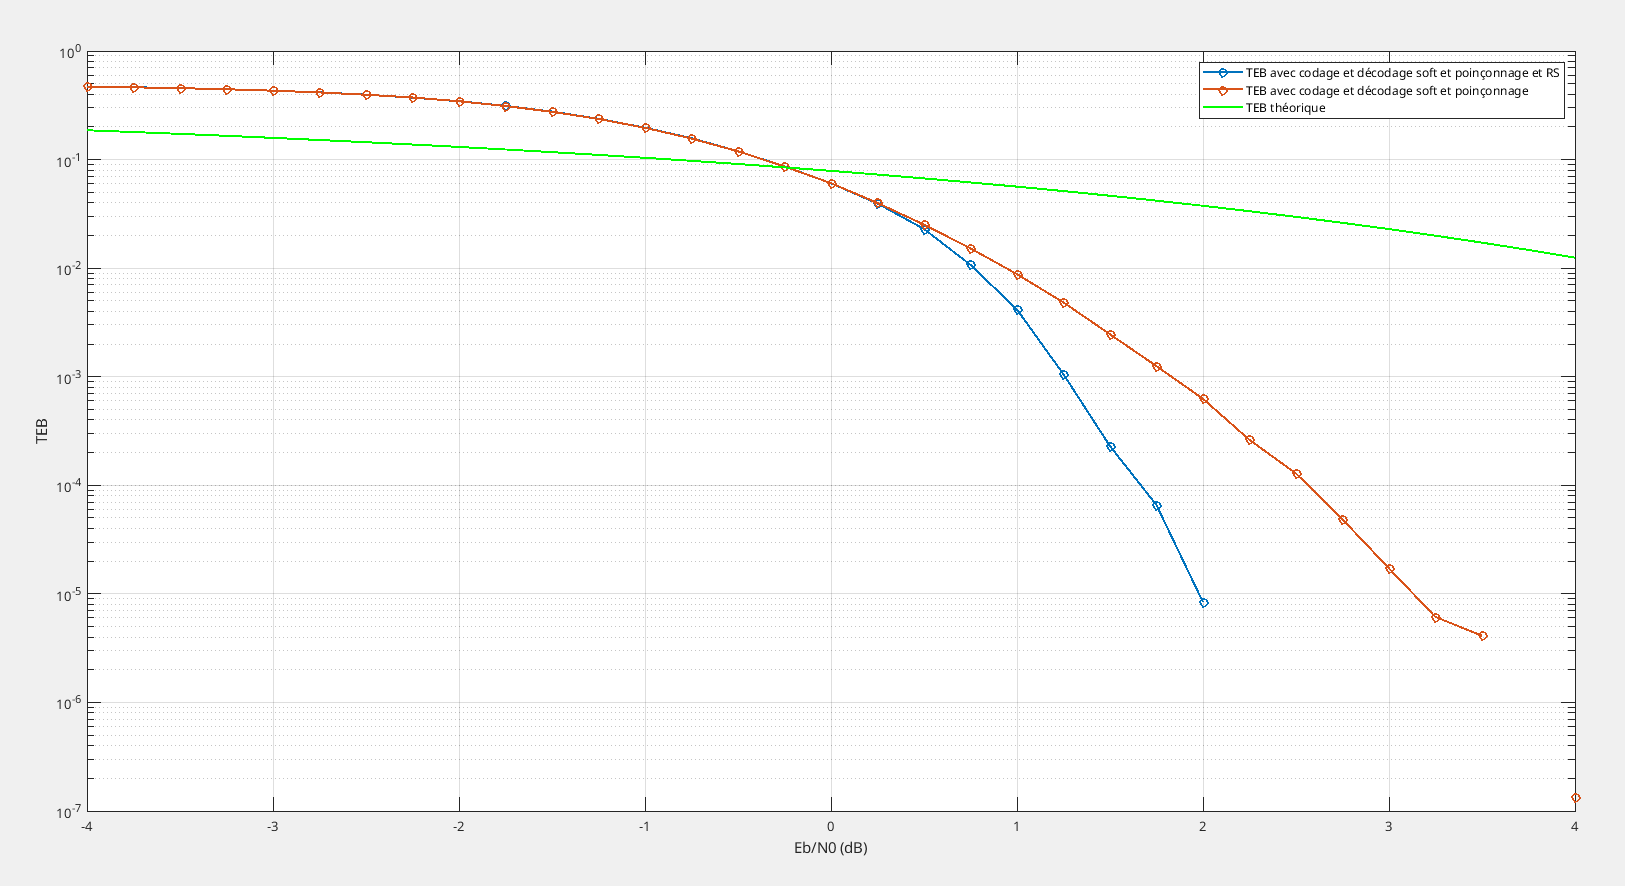 TEB avec codage et décodage soft et poinçonnage et RS
TEB avec codage et décodage soft et poinçonnage
TEB théorique
10^0
10^-1
10^-2
10^-3
10^-4
10^-5
10^-6
10^-7
TEB
-4 -3 -2 -1 0 1 2 3 4
Eb/N0 (dB)